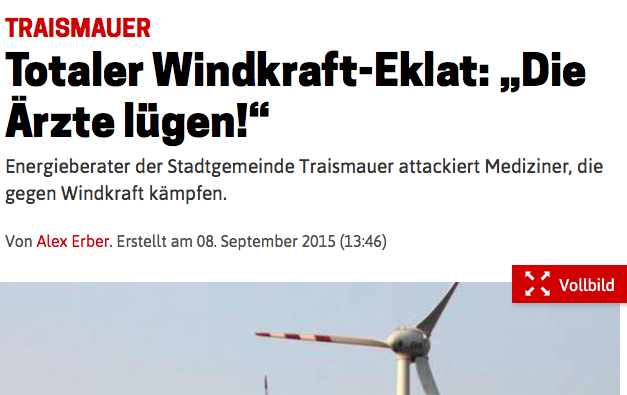 TRAISMAUER
Totaler Windkraft-Eklat: „Die
Ärzte lügen!“
Energieberater der Stadtgemeinde Traismauer attackiert Mediziner, die
gegen Windkraft kämpfen.
Von Alex Erber. Erstellt am 08. September 2015 (13:46)
Vollbild